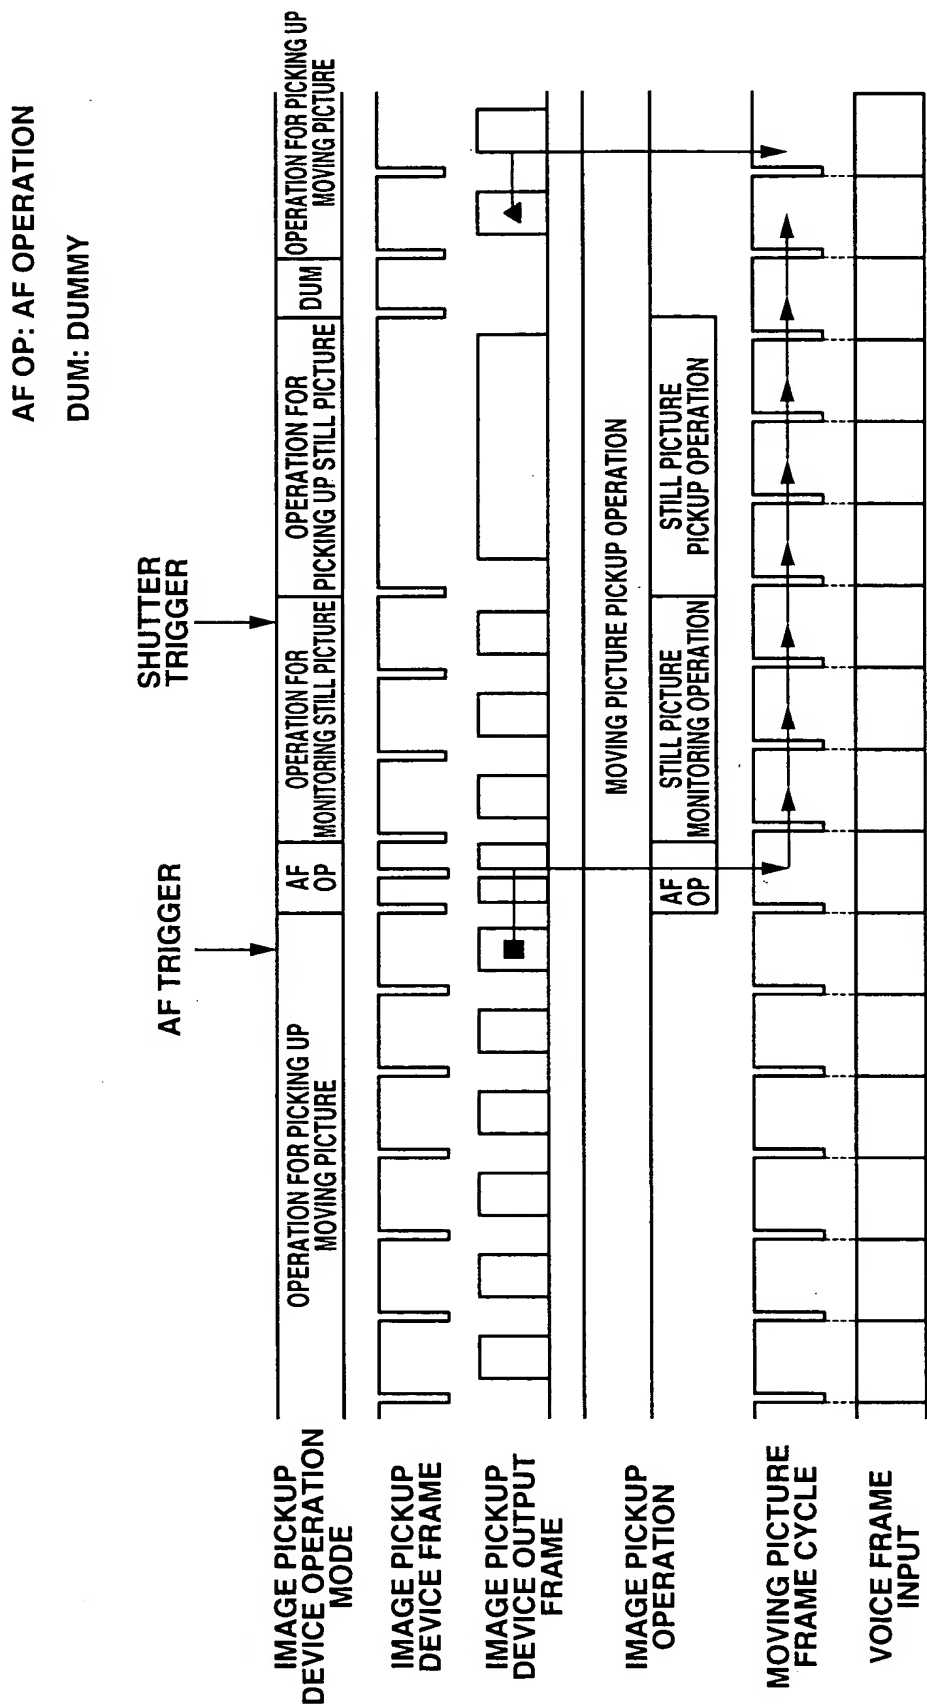 AF OP: AF OPERATION
DUM: DUMMY
AF TRIGGER
SHUTTER
TRIGGER
IMAGE PICKUP
DEVICE OPERATION
MODE
OPERATION FOR PICKING UP
MOVING PICTURE
AF
OP
OPERATION FOR
MONITORING STILL PICTURE
OPERATION FOR
PICKING UP STILL PICTURE
DUM
OPERATION FOR PICKING UP
MOVING PICTURE
IMAGE PICKUP
DEVICE FRAME
IMAGE PICKUP
DEVICE OUTPUT
FRAME
IMAGE PICKUP
OPERATION
MOVING PICTURE PICKUP OPERATION
AF
OP
STILL PICTURE
MONITORING OPERATION
STILL PICTURE
PICKUP OPERATION
MOVING PICTURE
FRAME CYCLE
VOICE FRAME
INPUT